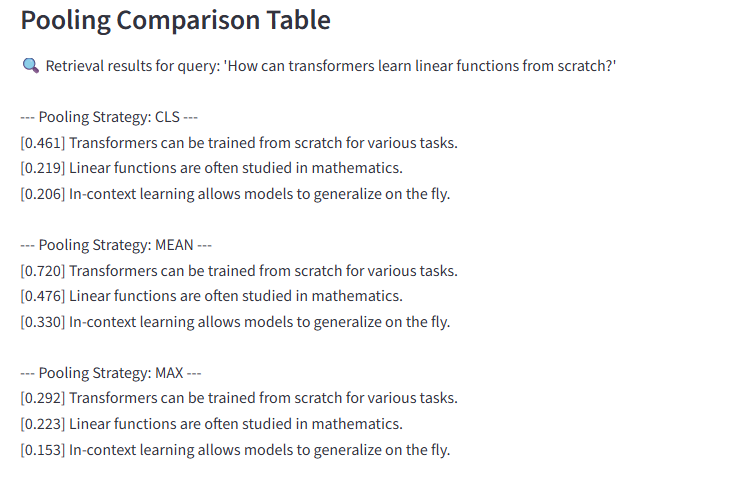 Pooling Comparison Table
🔍 Retrieval results for query: 'How can transformers learn linear functions from scratch?'
--- Pooling Strategy: CLS ---
[0.461] Transformers can be trained from scratch for various tasks.
[0.219] Linear functions are often studied in mathematics.
[0.206] In-context learning allows models to generalize on the fly.
--- Pooling Strategy: MEAN ---
[0.720] Transformers can be trained from scratch for various tasks.
[0.476] Linear functions are often studied in mathematics.
[0.330] In-context learning allows models to generalize on the fly.
--- Pooling Strategy: MAX ---
[0.292] Transformers can be trained from scratch for various tasks.
[0.223] Linear functions are often studied in mathematics.
[0.153] In-context learning allows models to generalize on the fly.